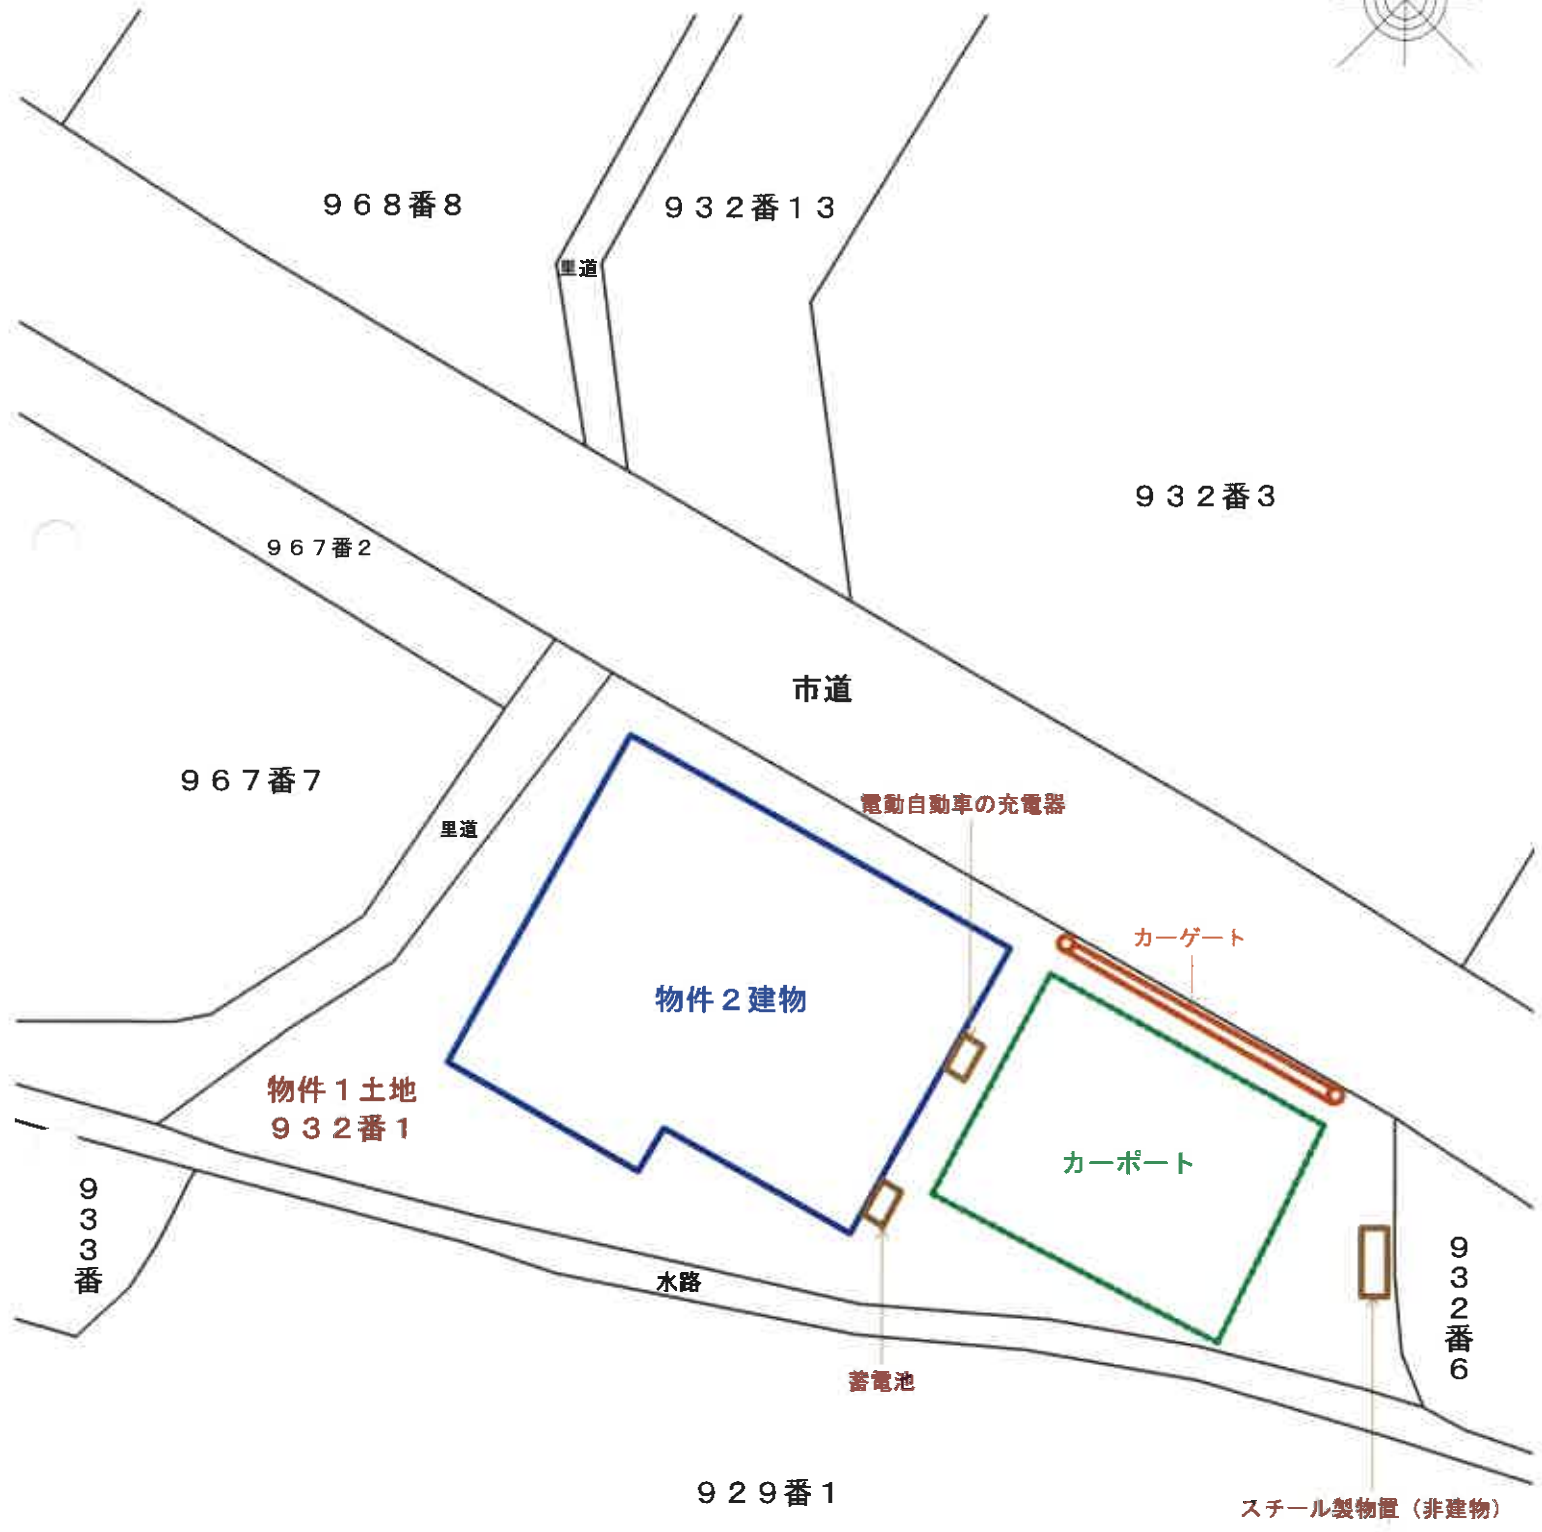 ９６８番８
９３２番１３
里道
９３２番３
９６７番２
市道
９６７番７
電動自動車の充電器
里道
カーゲート
物件２建物
物件１土地
９３２番１
カーポート
９３３番
９３２番６
水路
蓄電池
９２９番１
スチール製物置（非建物）